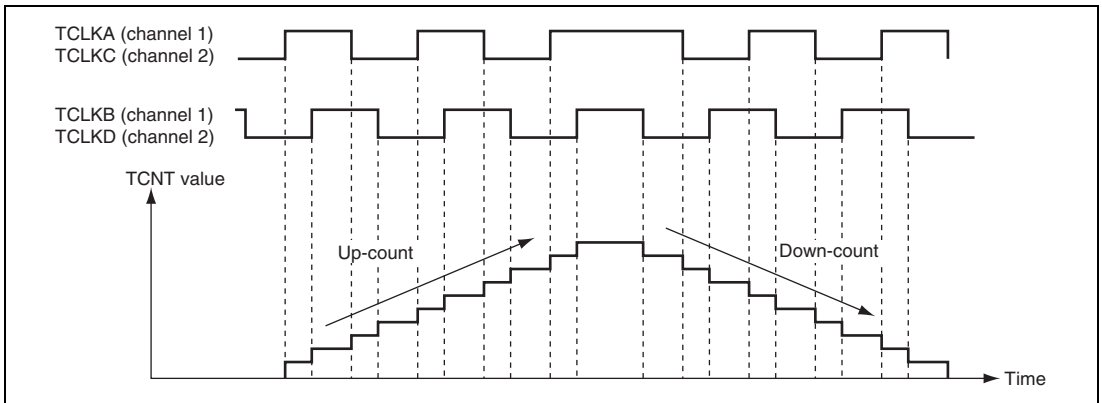 TCLKA (channel 1)
TCLKC (channel 2)
TCLKB (channel 1)
TCLKD (channel 2)
TCNT value
Up-count
Down-count
Time